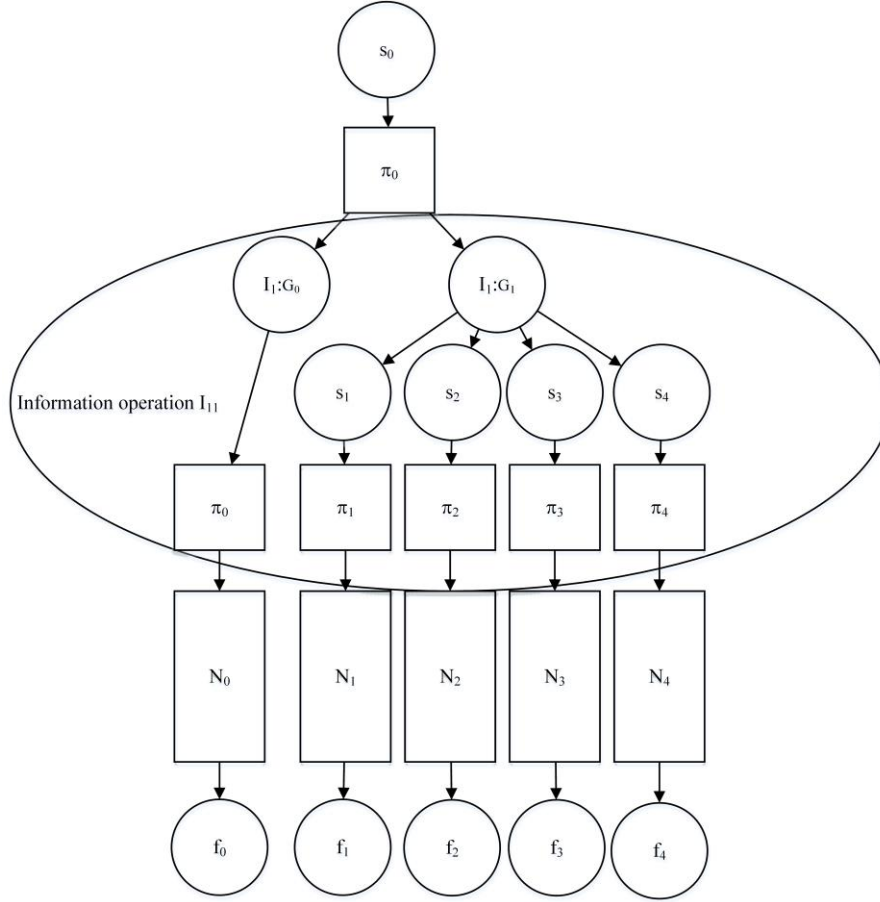 s₀
π₀
I₁:G₀
I₁:G₁
s₁
s₂
s₃
s₄
Information operation I₁₁
π₀
π₁
π₂
π₃
π₄
N₀
N₁
N₂
N₃
N₄
f₀
f₁
f₂
f₃
f₄